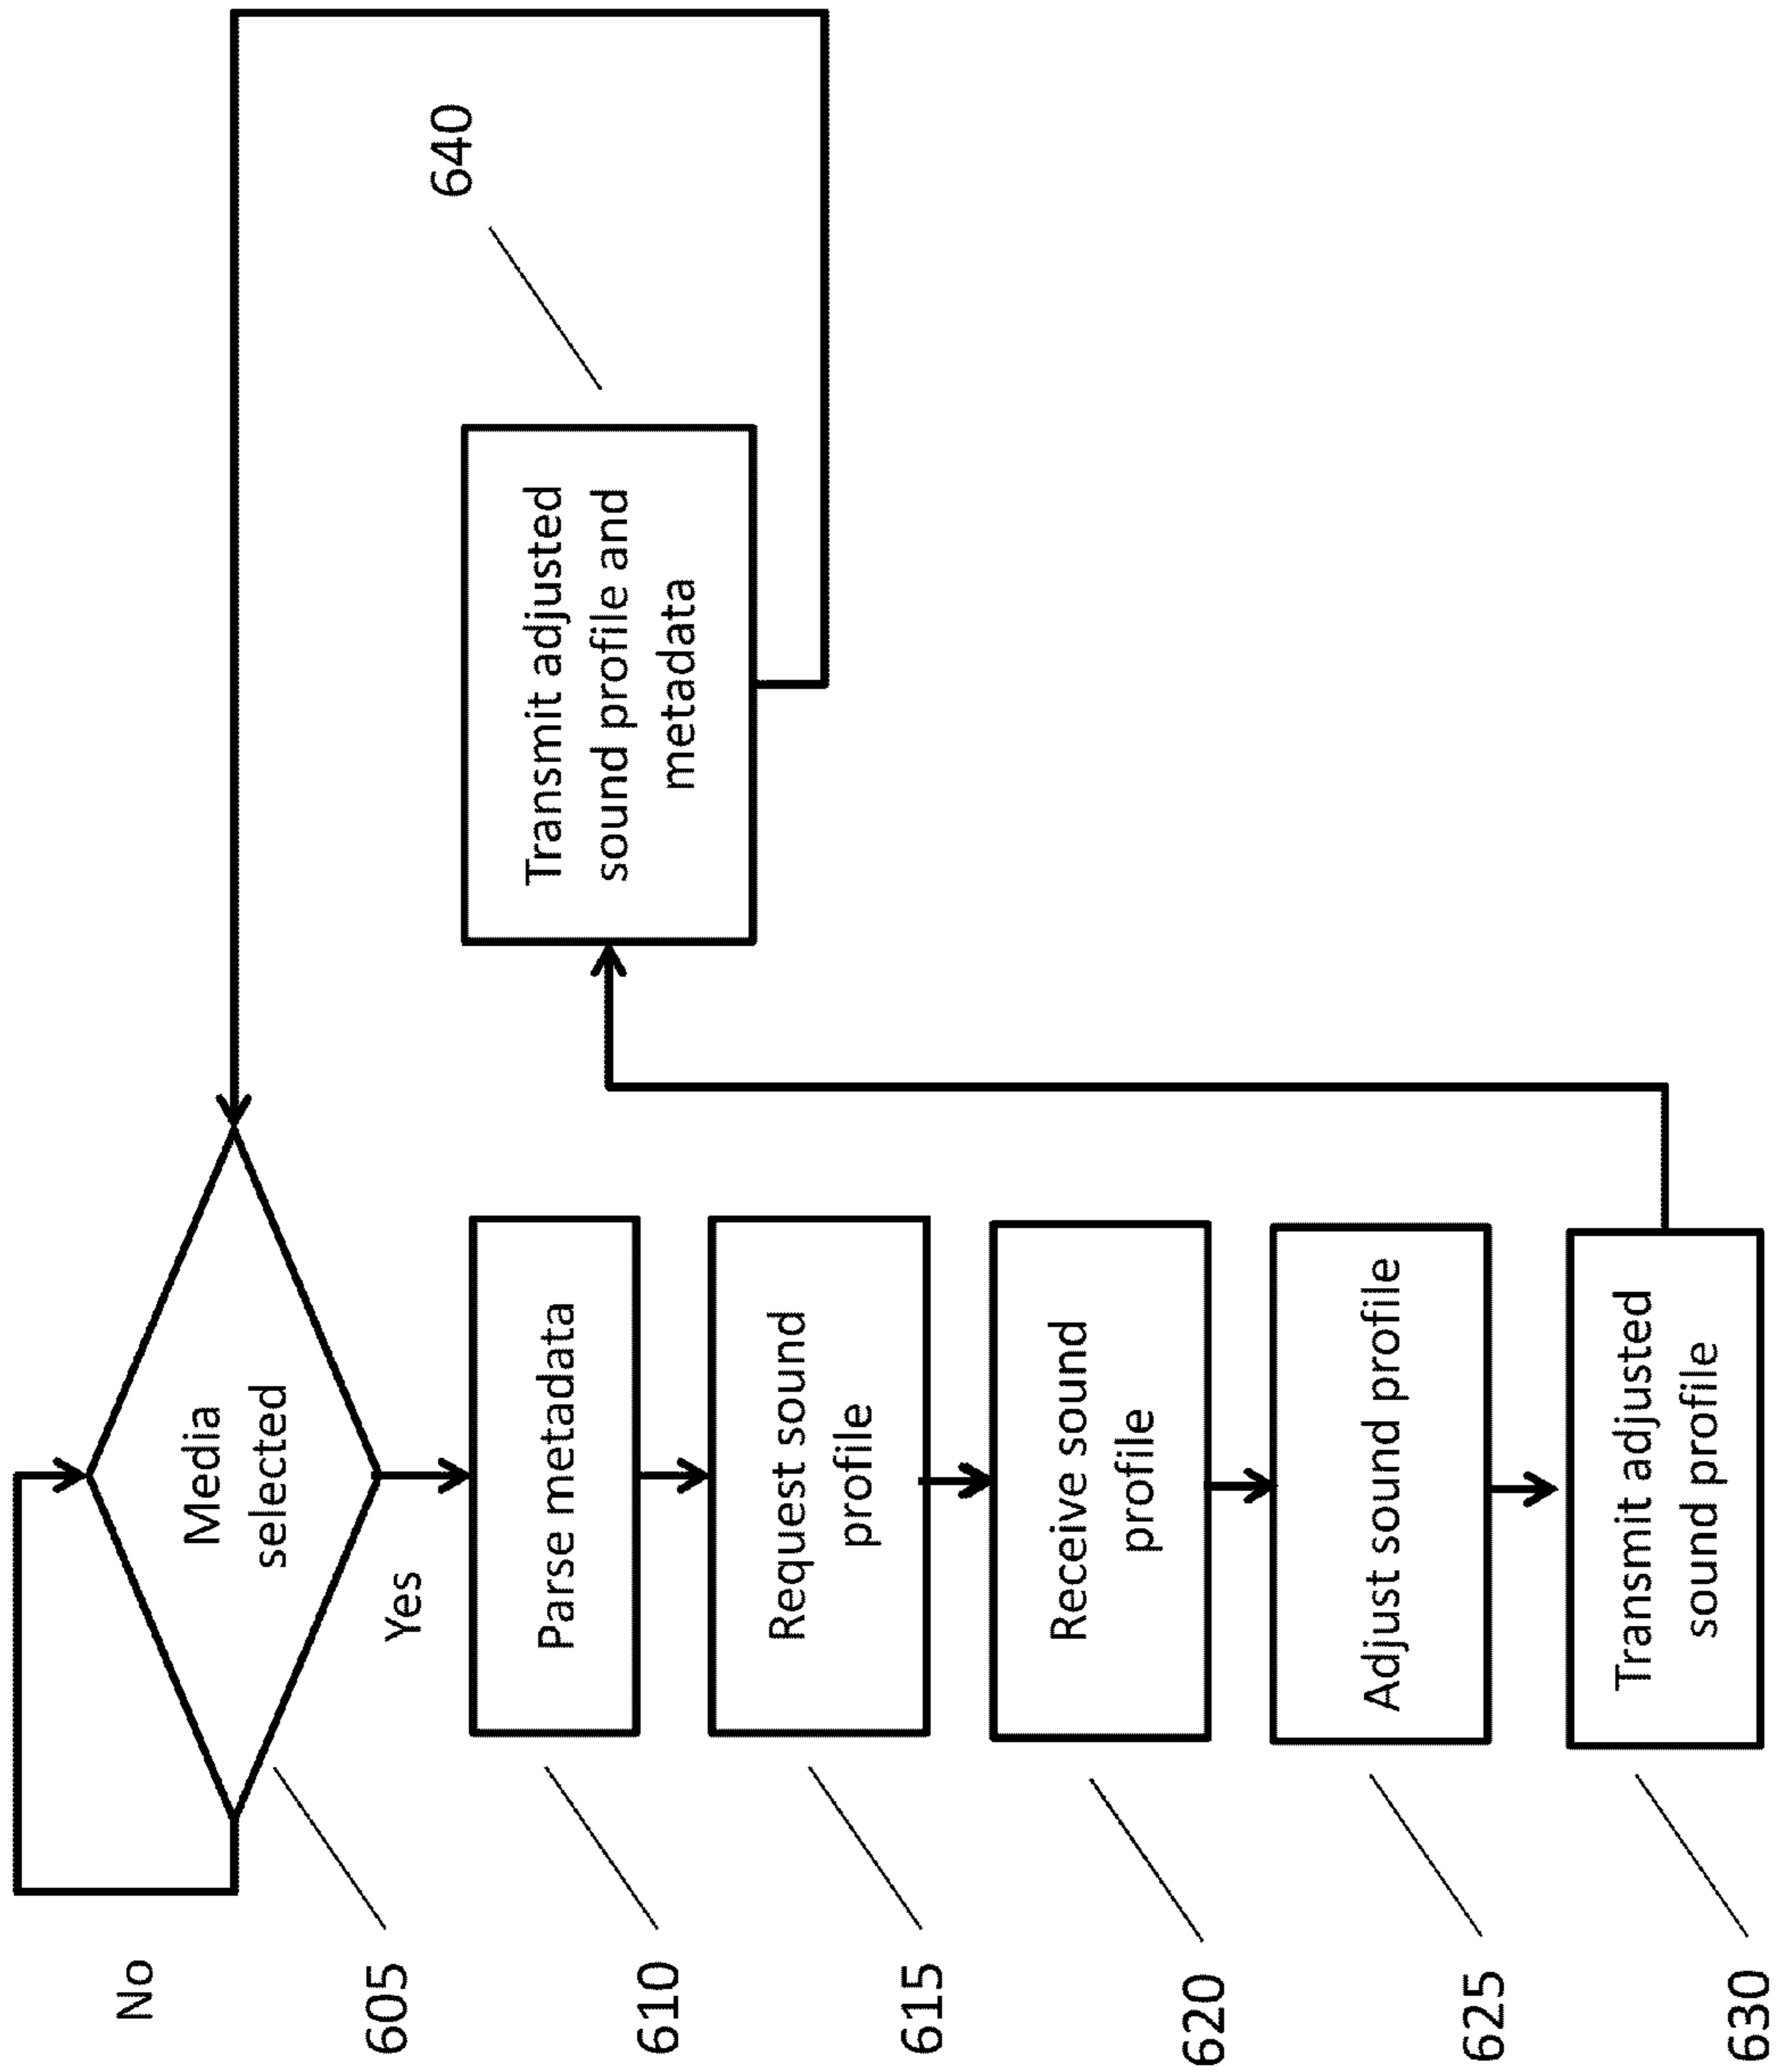 No
Media
selected
605
Yes
Parse metadata
610
Request sound
profile
615
Receive sound
profile
620
Adjust sound profile
625
Transmit adjusted
sound profile
630
Transmit adjusted
sound profile and
metadata
640